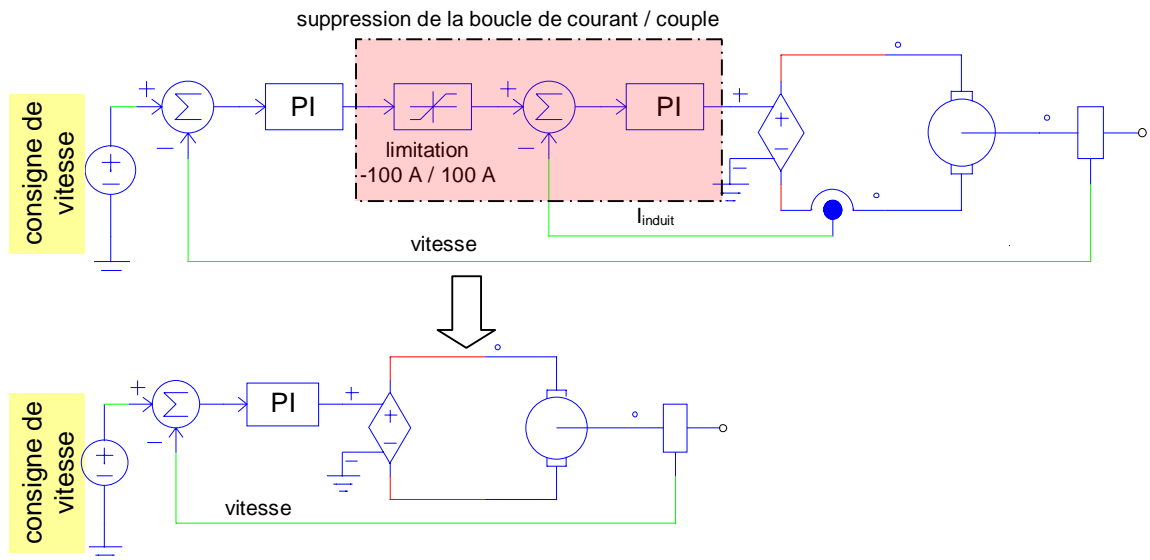 suppression de la boucle de courant / couple
consigne de
vitesse
+
−
Σ
PI
limitation
-100 A / 100 A
+
−
Σ
PI
+
−
+
−
+
−
Iinduit
vitesse
consigne de
vitesse
+
−
Σ
PI
+
−
+
−
+
−
vitesse